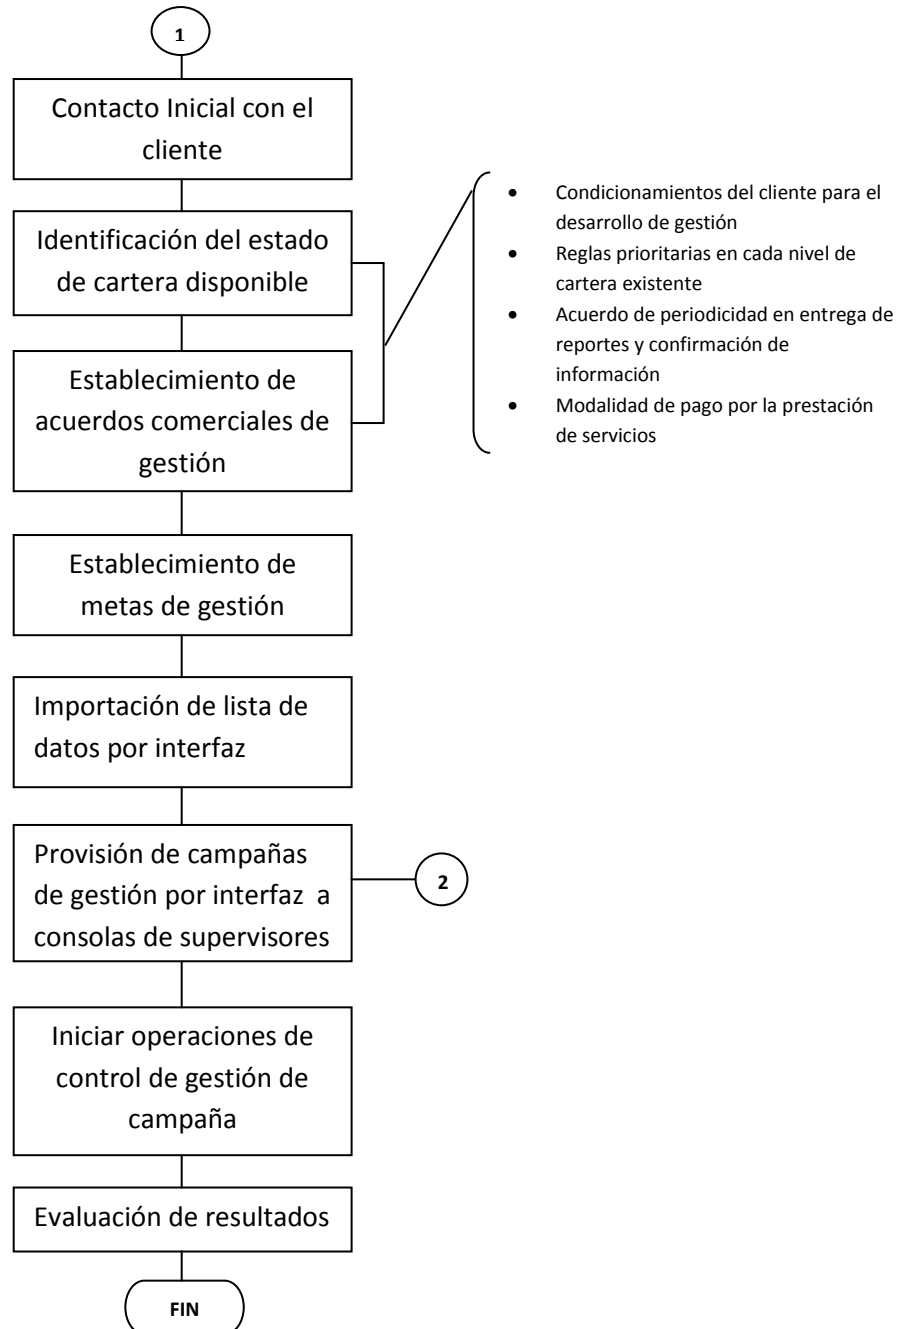 1
Contacto Inicial con el
cliente
Identificación del estado
de cartera disponible
Establecimiento de
acuerdos comerciales de
gestión
• Condicionamientos del cliente para el
desarrollo de gestión
• Reglas prioritarias en cada nivel de
cartera existente
• Acuerdo de periodicidad en entrega de
reportes y confirmación de
información
• Modalidad de pago por la prestación
de servicios
Establecimiento de
metas de gestión
Importación de lista de
datos por interfaz
Provisión de campañas
de gestión por interfaz a
consolas de supervisores
2
Iniciar operaciones de
control de gestión de
campaña
Evaluación de resultados
FIN